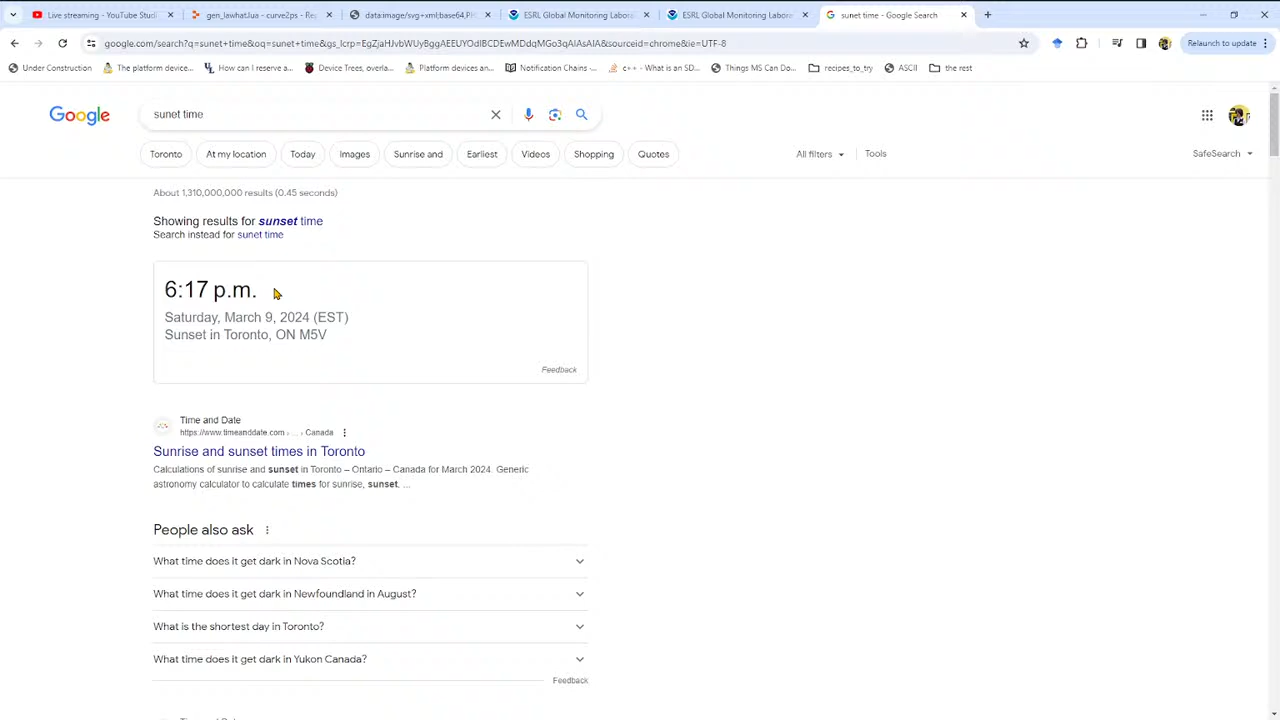 Live streaming - YouTube Studi
gen_lawhat.lua - curve2ps - Re
data:image/svg+xml;base64,PH
ESRL Global Monitoring Labora
ESRL Global Monitoring Labora
sunet time - Google Search
google.com/search?q=sunet+time&oq=sunet+time&gs_lcrp=EgZjaHJvbWUyBggAEEUYOdIBCDEwMDdqMGo3qAIAsAIA&sourceid=chrome&ie=UTF-8
Relaunch to update
Under Construction
The platform device...
How can I reserve a...
Device Trees, overla...
Platform devices an...
Notification Chains -...
c++ - What is an SD...
Things MS Can Do...
recipes_to_try
ASCII
the rest
Google
sunet time
Toronto
At my location
Today
Images
Sunrise and
Earliest
Videos
Shopping
Quotes
All filters
Tools
SafeSearch
About 1,310,000,000 results (0.45 seconds)
Showing results for sunset time
Search instead for sunet time
6:17 p.m.
Saturday, March 9, 2024 (EST)
Sunset in Toronto, ON M5V
Feedback
Time and Date
https://www.timeanddate.com › ... › Canada
Sunrise and sunset times in Toronto
Calculations of sunrise and sunset in Toronto – Ontario – Canada for March 2024. Generic
astronomy calculator to calculate times for sunrise, sunset, ...
People also ask
What time does it get dark in Nova Scotia?
What time does it get dark in Newfoundland in August?
What is the shortest day in Toronto?
What time does it get dark in Yukon Canada?
Feedback